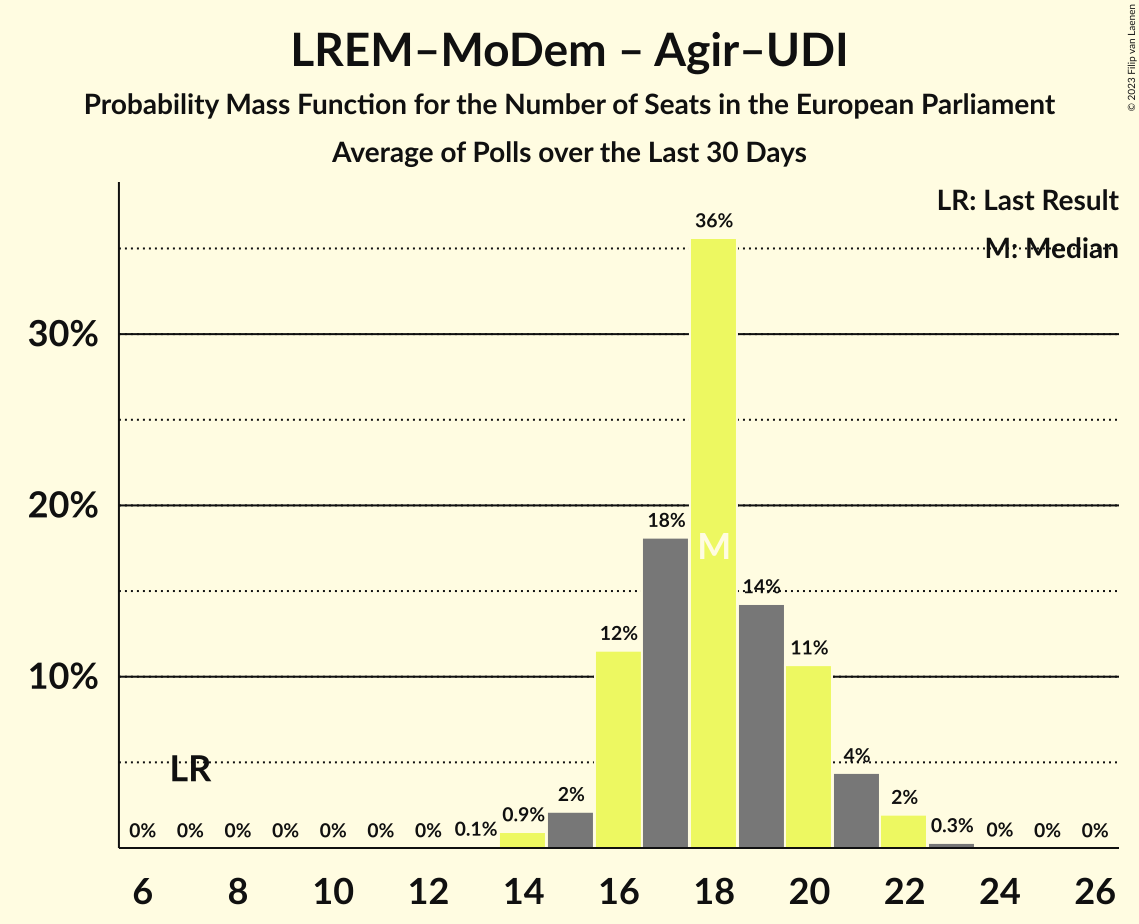 LREM–MoDem – Agir–UDI
Probability Mass Function for the Number of Seats in the European Parliament
Average of Polls over the Last 30 Days
© 2023 Filip van Laenen
LR: Last Result
M: Median
36%
30%
20%
18%
M
14%
12%
11%
10%
LR
4%
2%
2%
0.9%
0% 0% 0% 0% 0% 0% 0% 0.1% 0.3% 0% 0% 0%
6 8 10 12 14 16 18 20 22 24 26